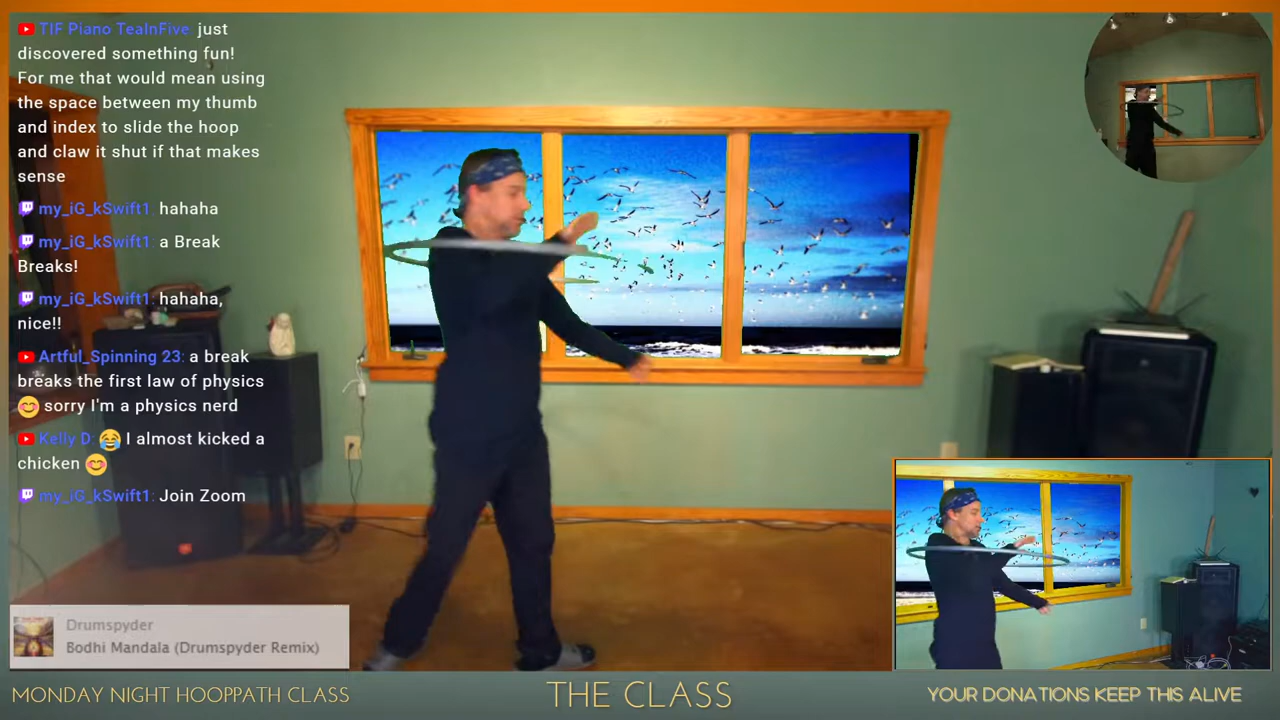 TIF Piano TeaInFive just
discovered something fun!
For me that would mean using
the space between my thumb
and index to slide the hoop
and claw it shut if that makes
sense
my_iG_kSwift1: hahaha
my_iG_kSwift1: a Break
Breaks!
my_iG_kSwift1: hahaha,
nice!!
Artful_Spinning 23: a break
breaks the first law of physics
😊 sorry I'm a physics nerd
Kelly D: 😂 I almost kicked a
chicken 😊
my_iG_kSwift1: Join Zoom
Drumspyder
Bodhi Mandala (Drumspyder Remix)
MONDAY NIGHT HOOPPATH CLASS
THE CLASS
YOUR DONATIONS KEEP THIS ALIVE